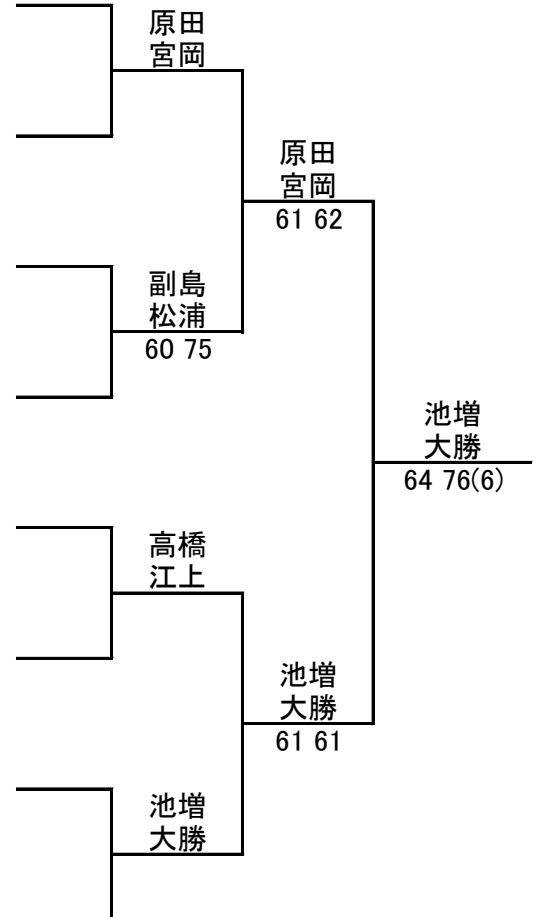 原田
宮岡
原田
宮岡
61 62
副島
松浦
60 75
池増
大勝
64 76(6)
高橋
江上
池増
大勝
61 61
池増
大勝